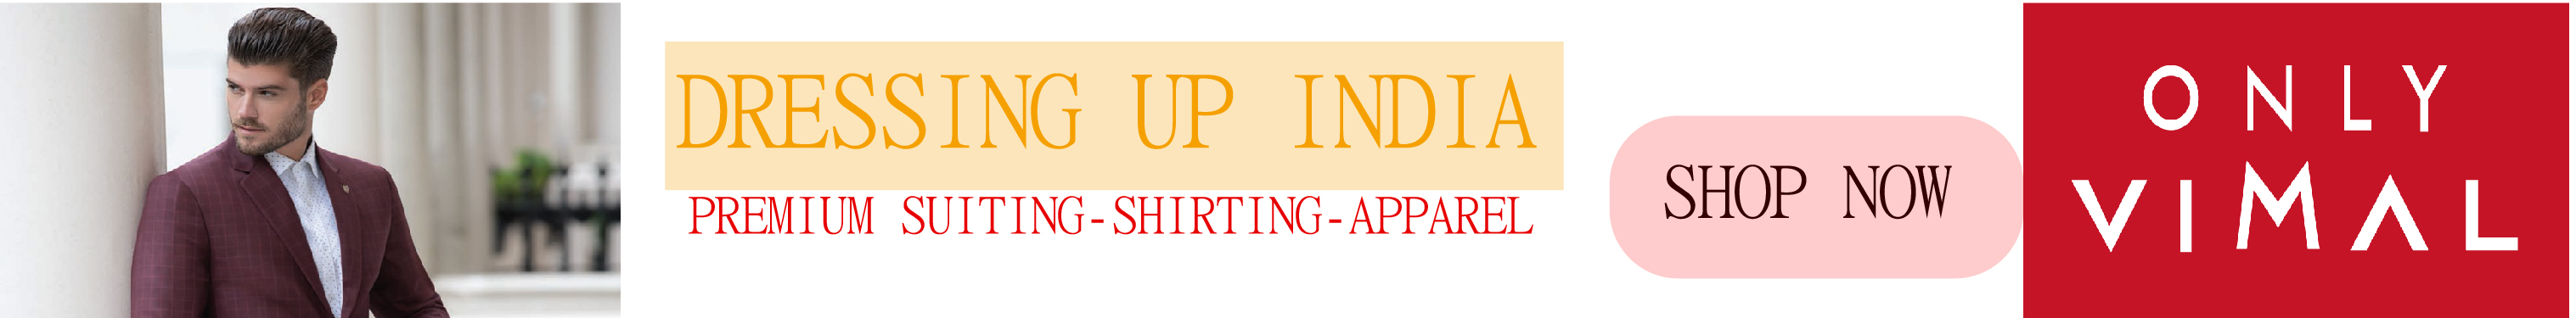 DRESSING UP INDIA
PREMIUM SUITING-SHIRTING-APPAREL
SHOP NOW
ONLY
VIMAL